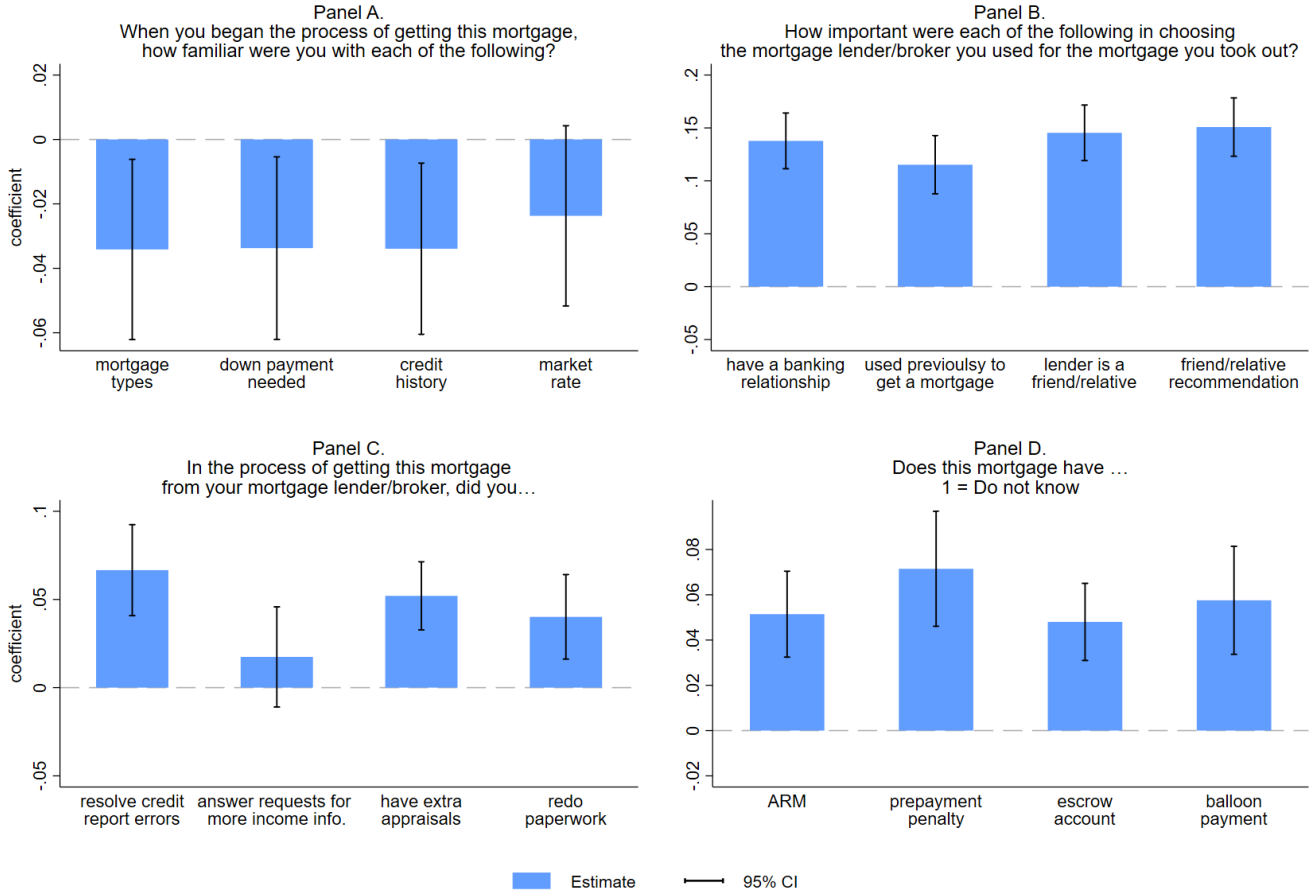 Panel A.
When you began the process of getting this mortgage,
how familiar were you with each of the following?
.02
0
-.02
-.04
-.06
coefficient
mortgage types
down payment needed
credit history
market rate
Panel B.
How important were each of the following in choosing
the mortgage lender/broker you used for the mortgage you took out?
.2
.15
.1
.05
0
-.05
have a banking relationship
used previoulsy to get a mortgage
lender is a friend/relative
friend/relative recommendation
Panel C.
In the process of getting this mortgage
from your mortgage lender/broker, did you…
.1
.05
0
-.05
coefficient
resolve credit report errors
answer requests for more income info.
have extra appraisals
redo paperwork
Panel D.
Does this mortgage have …
1 = Do not know
.08
.06
.04
.02
0
-.02
ARM
prepayment penalty
escrow account
balloon payment
Estimate
95% CI